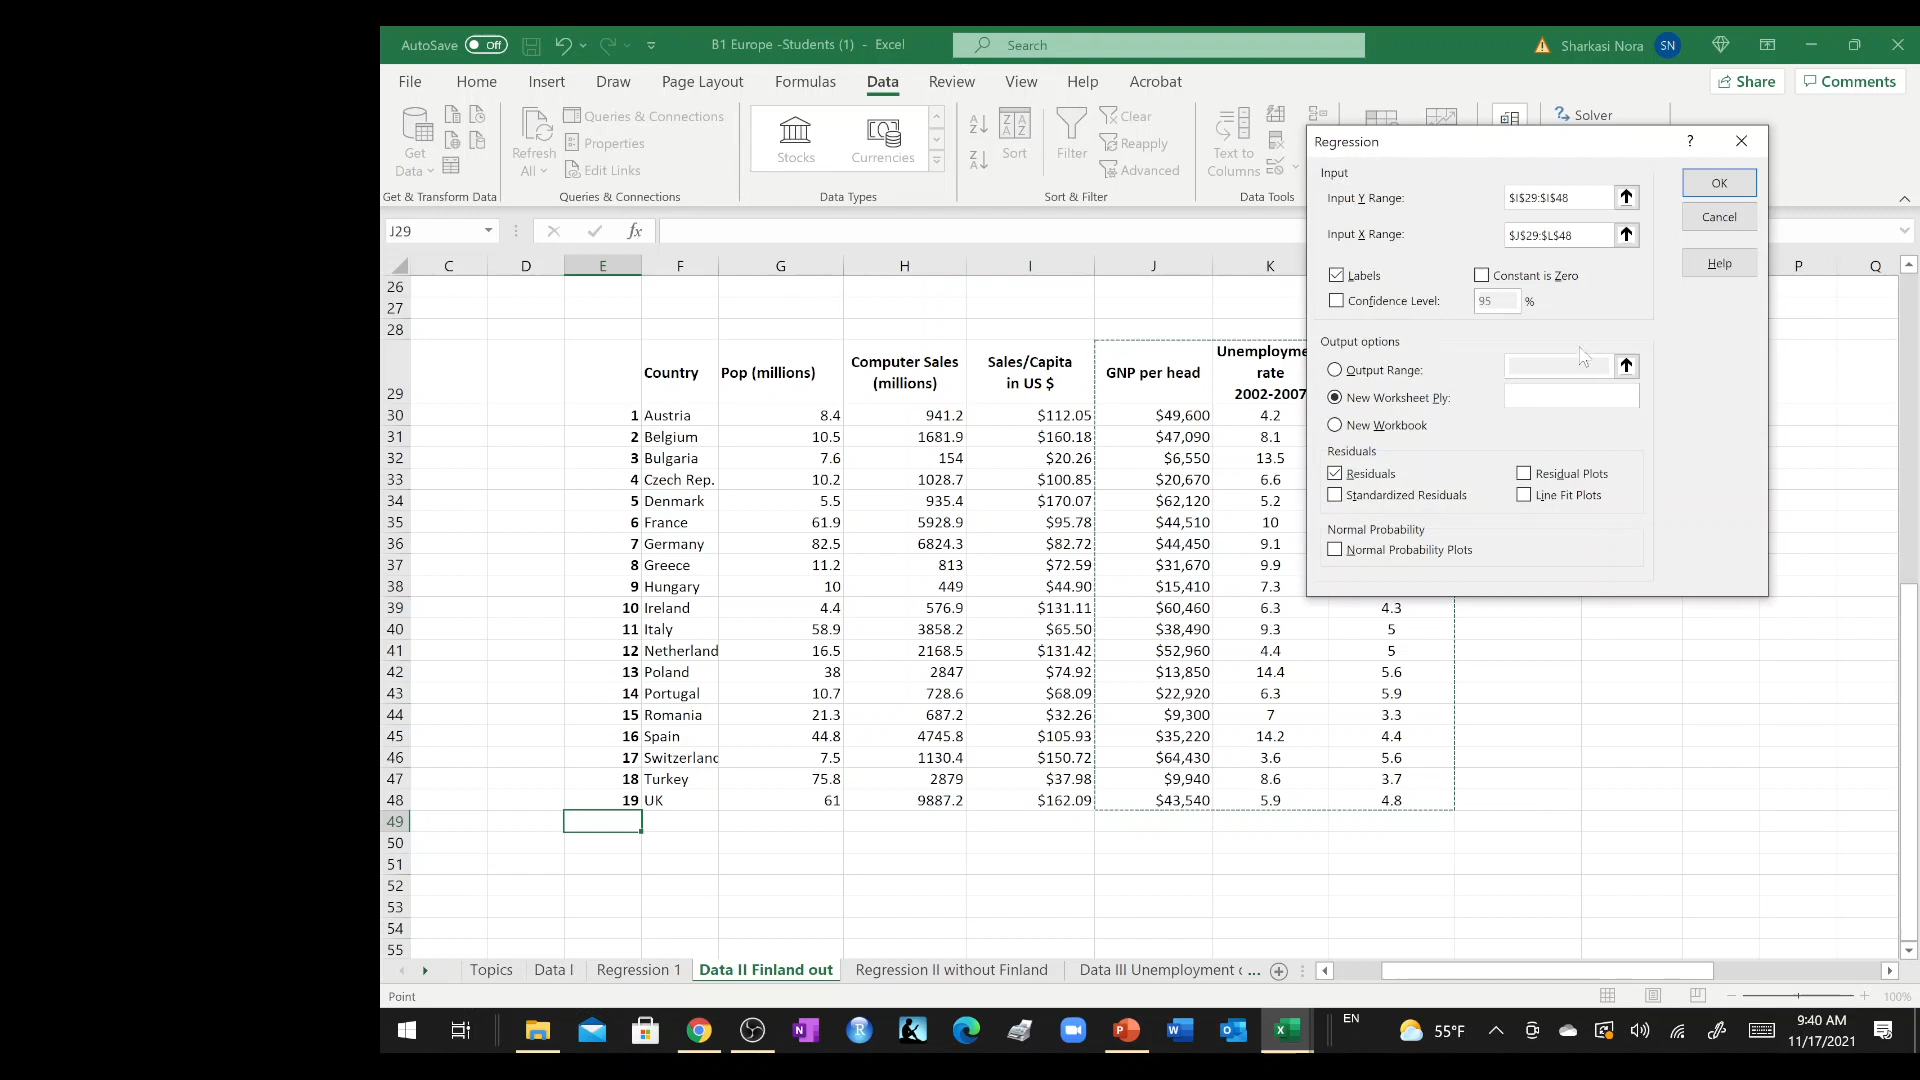 AutoSave Off B1 Europe -Students (1) - Excel Search Sharkasi Nora SN
File Home Insert Draw Page Layout Formulas Data Review View Help Acrobat Share Comments
Get Data Refresh All Queries & Connections Properties Edit Links Stocks Currencies Sort Filter Clear Reapply Advanced Text to Columns Solver
Get & Transform Data Queries & Connections Data Types Sort & Filter Data Tools
J29 fx
C D E F G H I J K P Q
26
27
28
29 Country Pop (millions) Computer Sales (millions) Sales/Capita in US $ GNP per head Unemployme rate 2002-2007
30 1 Austria 8.4 941.2 $112.05 $49,600 4.2
31 2 Belgium 10.5 1681.9 $160.18 $47,090 8.1
32 3 Bulgaria 7.6 154 $20.26 $6,550 13.5
33 4 Czech Rep. 10.2 1028.7 $100.85 $20,670 6.6
34 5 Denmark 5.5 935.4 $170.07 $62,120 5.2
35 6 France 61.9 5928.9 $95.78 $44,510 10
36 7 Germany 82.5 6824.3 $82.72 $44,450 9.1
37 8 Greece 11.2 813 $72.59 $31,670 9.9
38 9 Hungary 10 449 $44.90 $15,410 7.3
39 10 Ireland 4.4 576.9 $131.11 $60,460 6.3 4.3
40 11 Italy 58.9 3858.2 $65.50 $38,490 9.3 5
41 12 Netherland 16.5 2168.5 $131.42 $52,960 4.4 5
42 13 Poland 38 2847 $74.92 $13,850 14.4 5.6
43 14 Portugal 10.7 728.6 $68.09 $22,920 6.3 5.9
44 15 Romania 21.3 687.2 $32.26 $9,300 7 3.3
45 16 Spain 44.8 4745.8 $105.93 $35,220 14.2 4.4
46 17 Switzerlanc 7.5 1130.4 $150.72 $64,430 3.6 5.6
47 18 Turkey 75.8 2879 $37.98 $9,940 8.6 3.7
48 19 UK 61 9887.2 $162.09 $43,540 5.9 4.8
49
50
51
52
53
54
55
Regression ?
Input
Input Y Range: $I$29:$I$48 OK
Cancel
Input X Range: $J$29:$L$48
Help
Labels Constant is Zero
Confidence Level: 95 %
Output options
Output Range:
New Worksheet Ply:
New Workbook
Residuals
Residuals Residual Plots
Standardized Residuals Line Fit Plots
Normal Probability
Normal Probability Plots
Topics Data I Regression 1 Data II Finland out Regression II without Finland Data III Unemployment c ...
Point 100%
EN 55°F 9:40 AM
11/17/2021